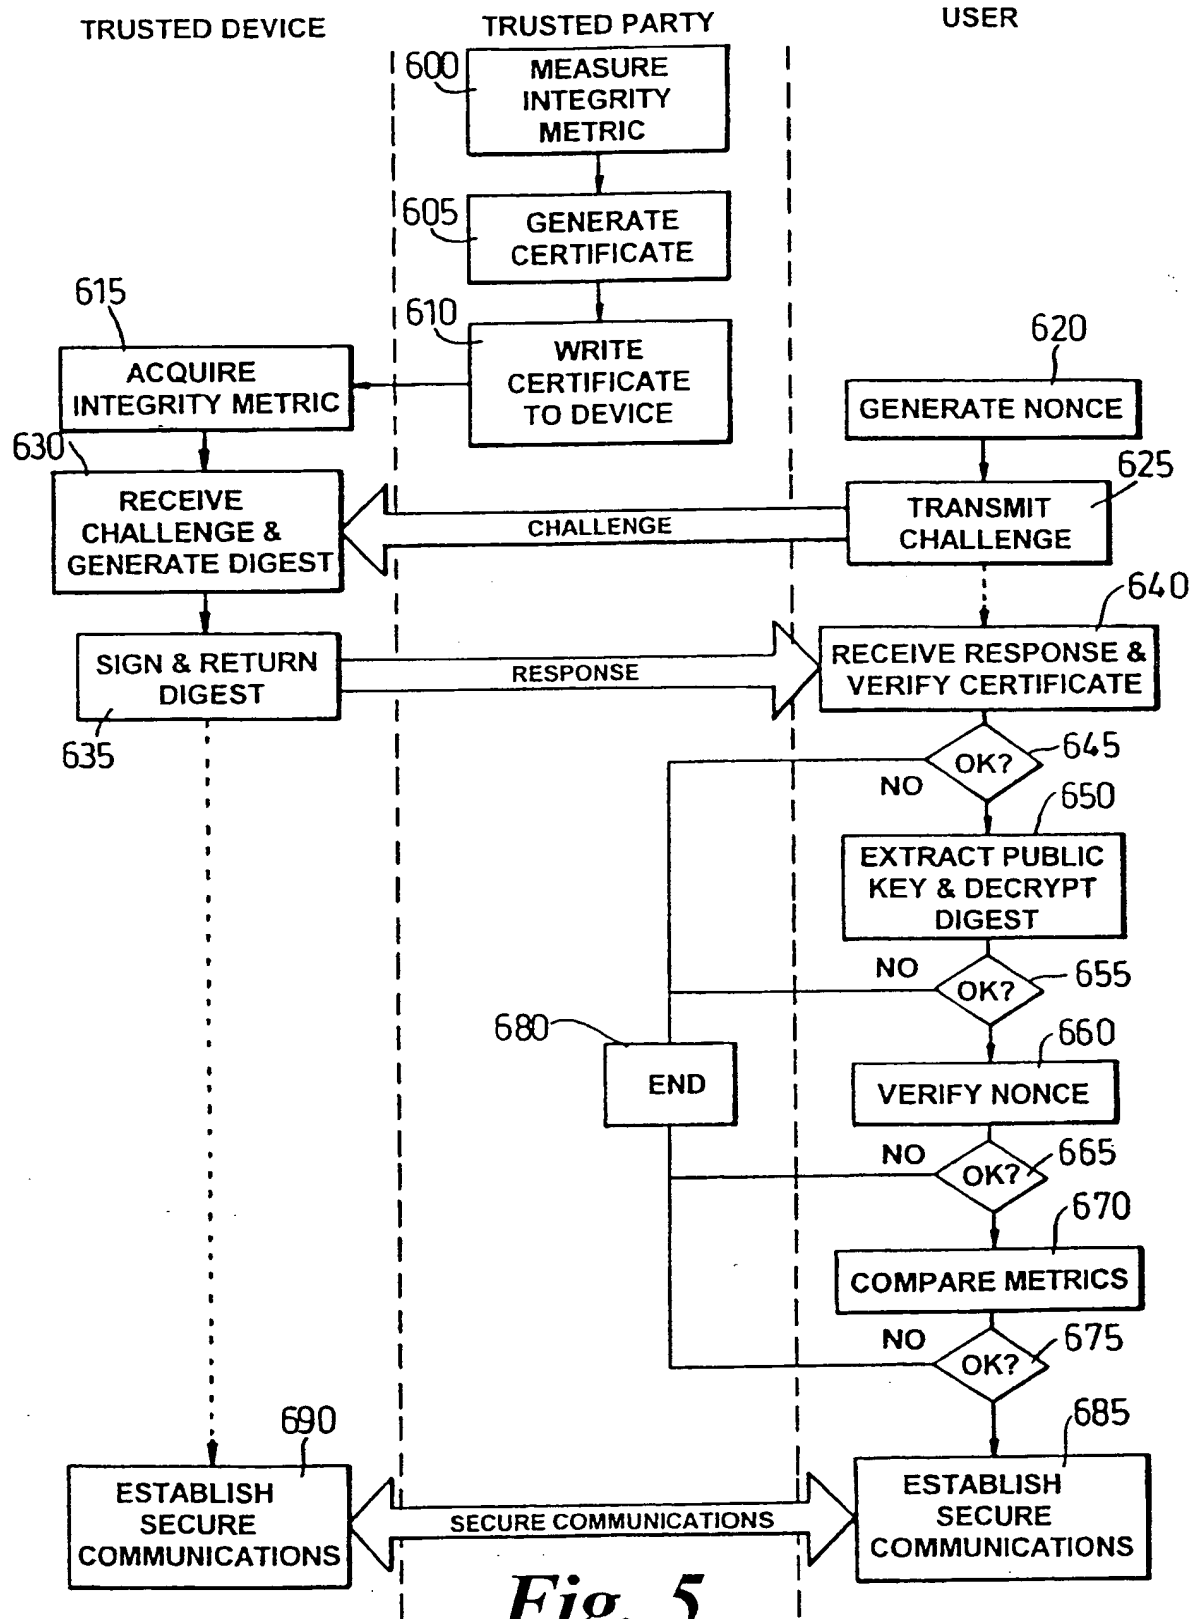 TRUSTED DEVICE
TRUSTED PARTY
USER
600
MEASURE
INTEGRITY
METRIC
605
GENERATE
CERTIFICATE
610
WRITE
CERTIFICATE
TO DEVICE
615
ACQUIRE
INTEGRITY METRIC
620
GENERATE NONCE
630
RECEIVE
CHALLENGE &
GENERATE DIGEST
CHALLENGE
625
TRANSMIT
CHALLENGE
640
SIGN & RETURN
DIGEST
635
RESPONSE
RECEIVE RESPONSE &
VERIFY CERTIFICATE
OK?
645
NO
650
EXTRACT PUBLIC
KEY & DECRYPT
DIGEST
NO
OK?
655
680
END
660
VERIFY NONCE
NO
OK?
665
670
COMPARE METRICS
NO
OK?
675
690
ESTABLISH
SECURE
COMMUNICATIONS
SECURE COMMUNICATIONS
685
ESTABLISH
SECURE
COMMUNICATIONS
Fig. 5